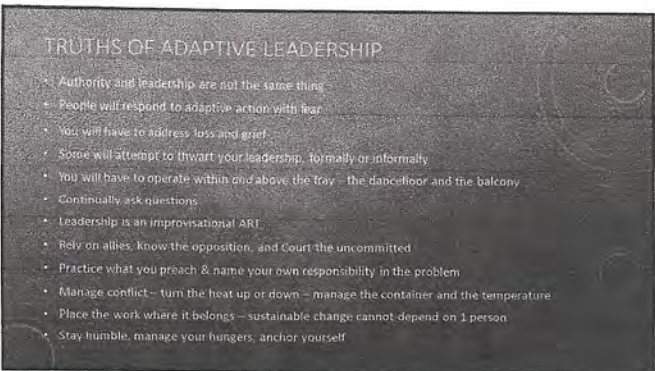 TRUTHS OF ADAPTIVE LEADERSHIP
• Authority and leadership are not the same thing
• People will respond to adaptive action with fear
• You will have to address loss and grief
• Some will attempt to thwart your leadership, formally or informally
• You will have to operate within and above the fray – the dancefloor and the balcony
• Continually ask questions
• Leadership is an improvisational ART
• Rely on allies, Know the opposition, and Court the uncommitted
• Practice what you preach & name your own responsibility in the problem
• Manage conflict – turn the heat up or down – manage the container and the temperature
• Place the work where it belongs – sustainable change cannot depend on 1 person
• Stay humble, manage your hungers, anchor yourself